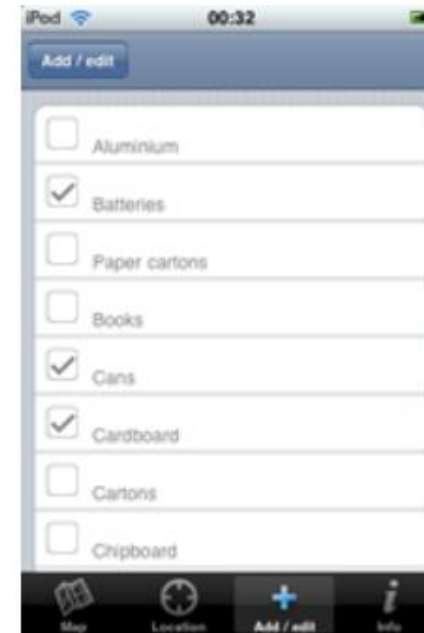 iPod 00:32
Add / edit
Aluminium
Batteries
Paper cartons
Books
Cans
Cardboard
Cartons
Chipboard
Map Location Add / edit Info